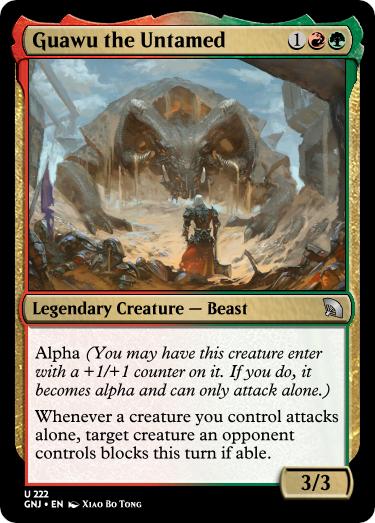 Guawu the Untamed 1
Legendary Creature — Beast
Alpha (You may have this creature enter
with a +1/+1 counter on it. If you do, it
becomes alpha and can only attack alone.)
Whenever a creature you control attacks
alone, target creature an opponent
controls blocks this turn if able.
3/3
U 222
GNJ • EN Xiao Bo Tong